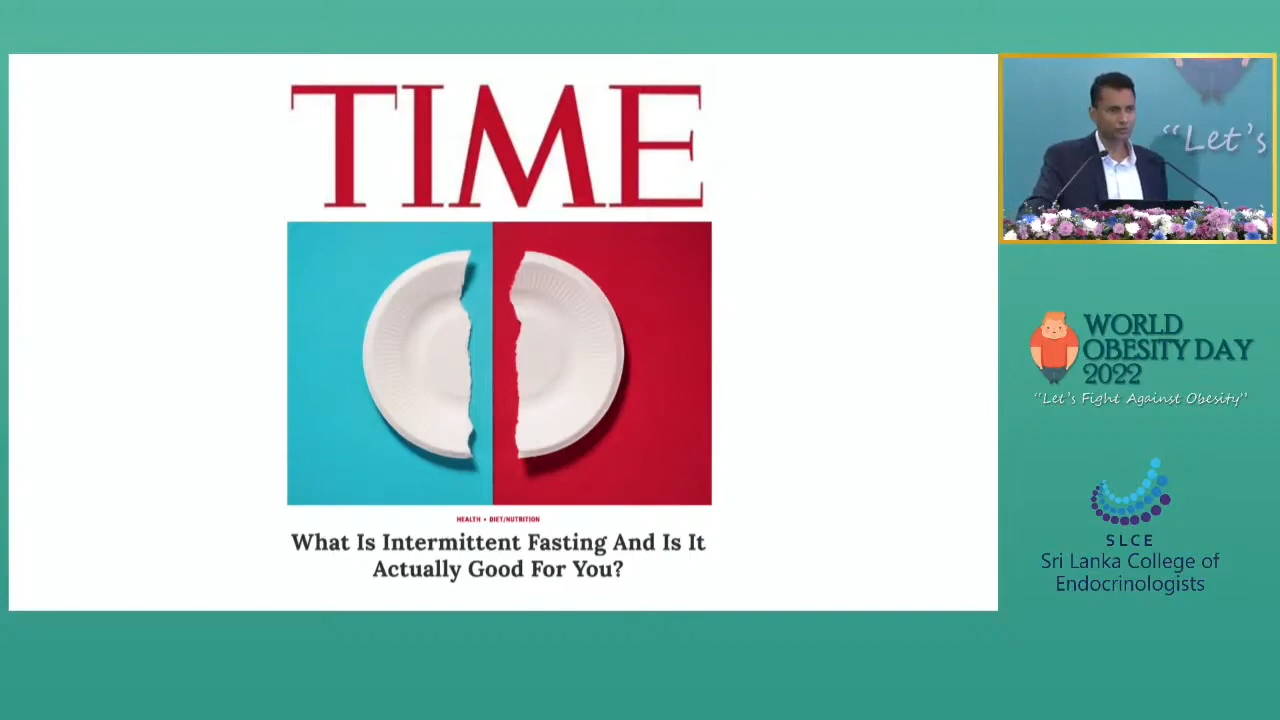 TIME
HEALTH • DIET/NUTRITION
What Is Intermittent Fasting And Is It
Actually Good For You?
"Let's
WORLD
OBESITY DAY
2022
"Let's Fight Against Obesity"
SLCE
Sri Lanka College of
Endocrinologists